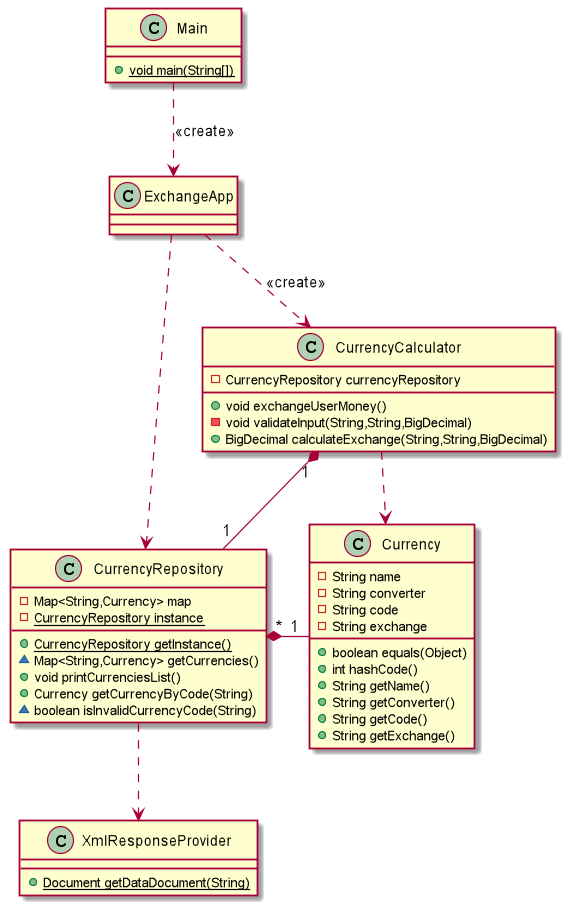 C Main
void main(String[])
«create»
C ExchangeApp
«create»
C CurrencyCalculator
CurrencyRepository currencyRepository
void exchangeUserMoney()
void validateInput(String,String,BigDecimal)
BigDecimal calculateExchange(String,String,BigDecimal)
1
1
C CurrencyRepository
Map<String,Currency> map
CurrencyRepository instance
CurrencyRepository getInstance()
Map<String,Currency> getCurrencies()
void printCurrenciesList()
Currency getCurrencyByCode(String)
boolean isInvalidCurrencyCode(String)
* 1
C Currency
String name
String converter
String code
String exchange
boolean equals(Object)
int hashCode()
String getName()
String getConverter()
String getCode()
String getExchange()
C XmlResponseProvider
Document getDataDocument(String)